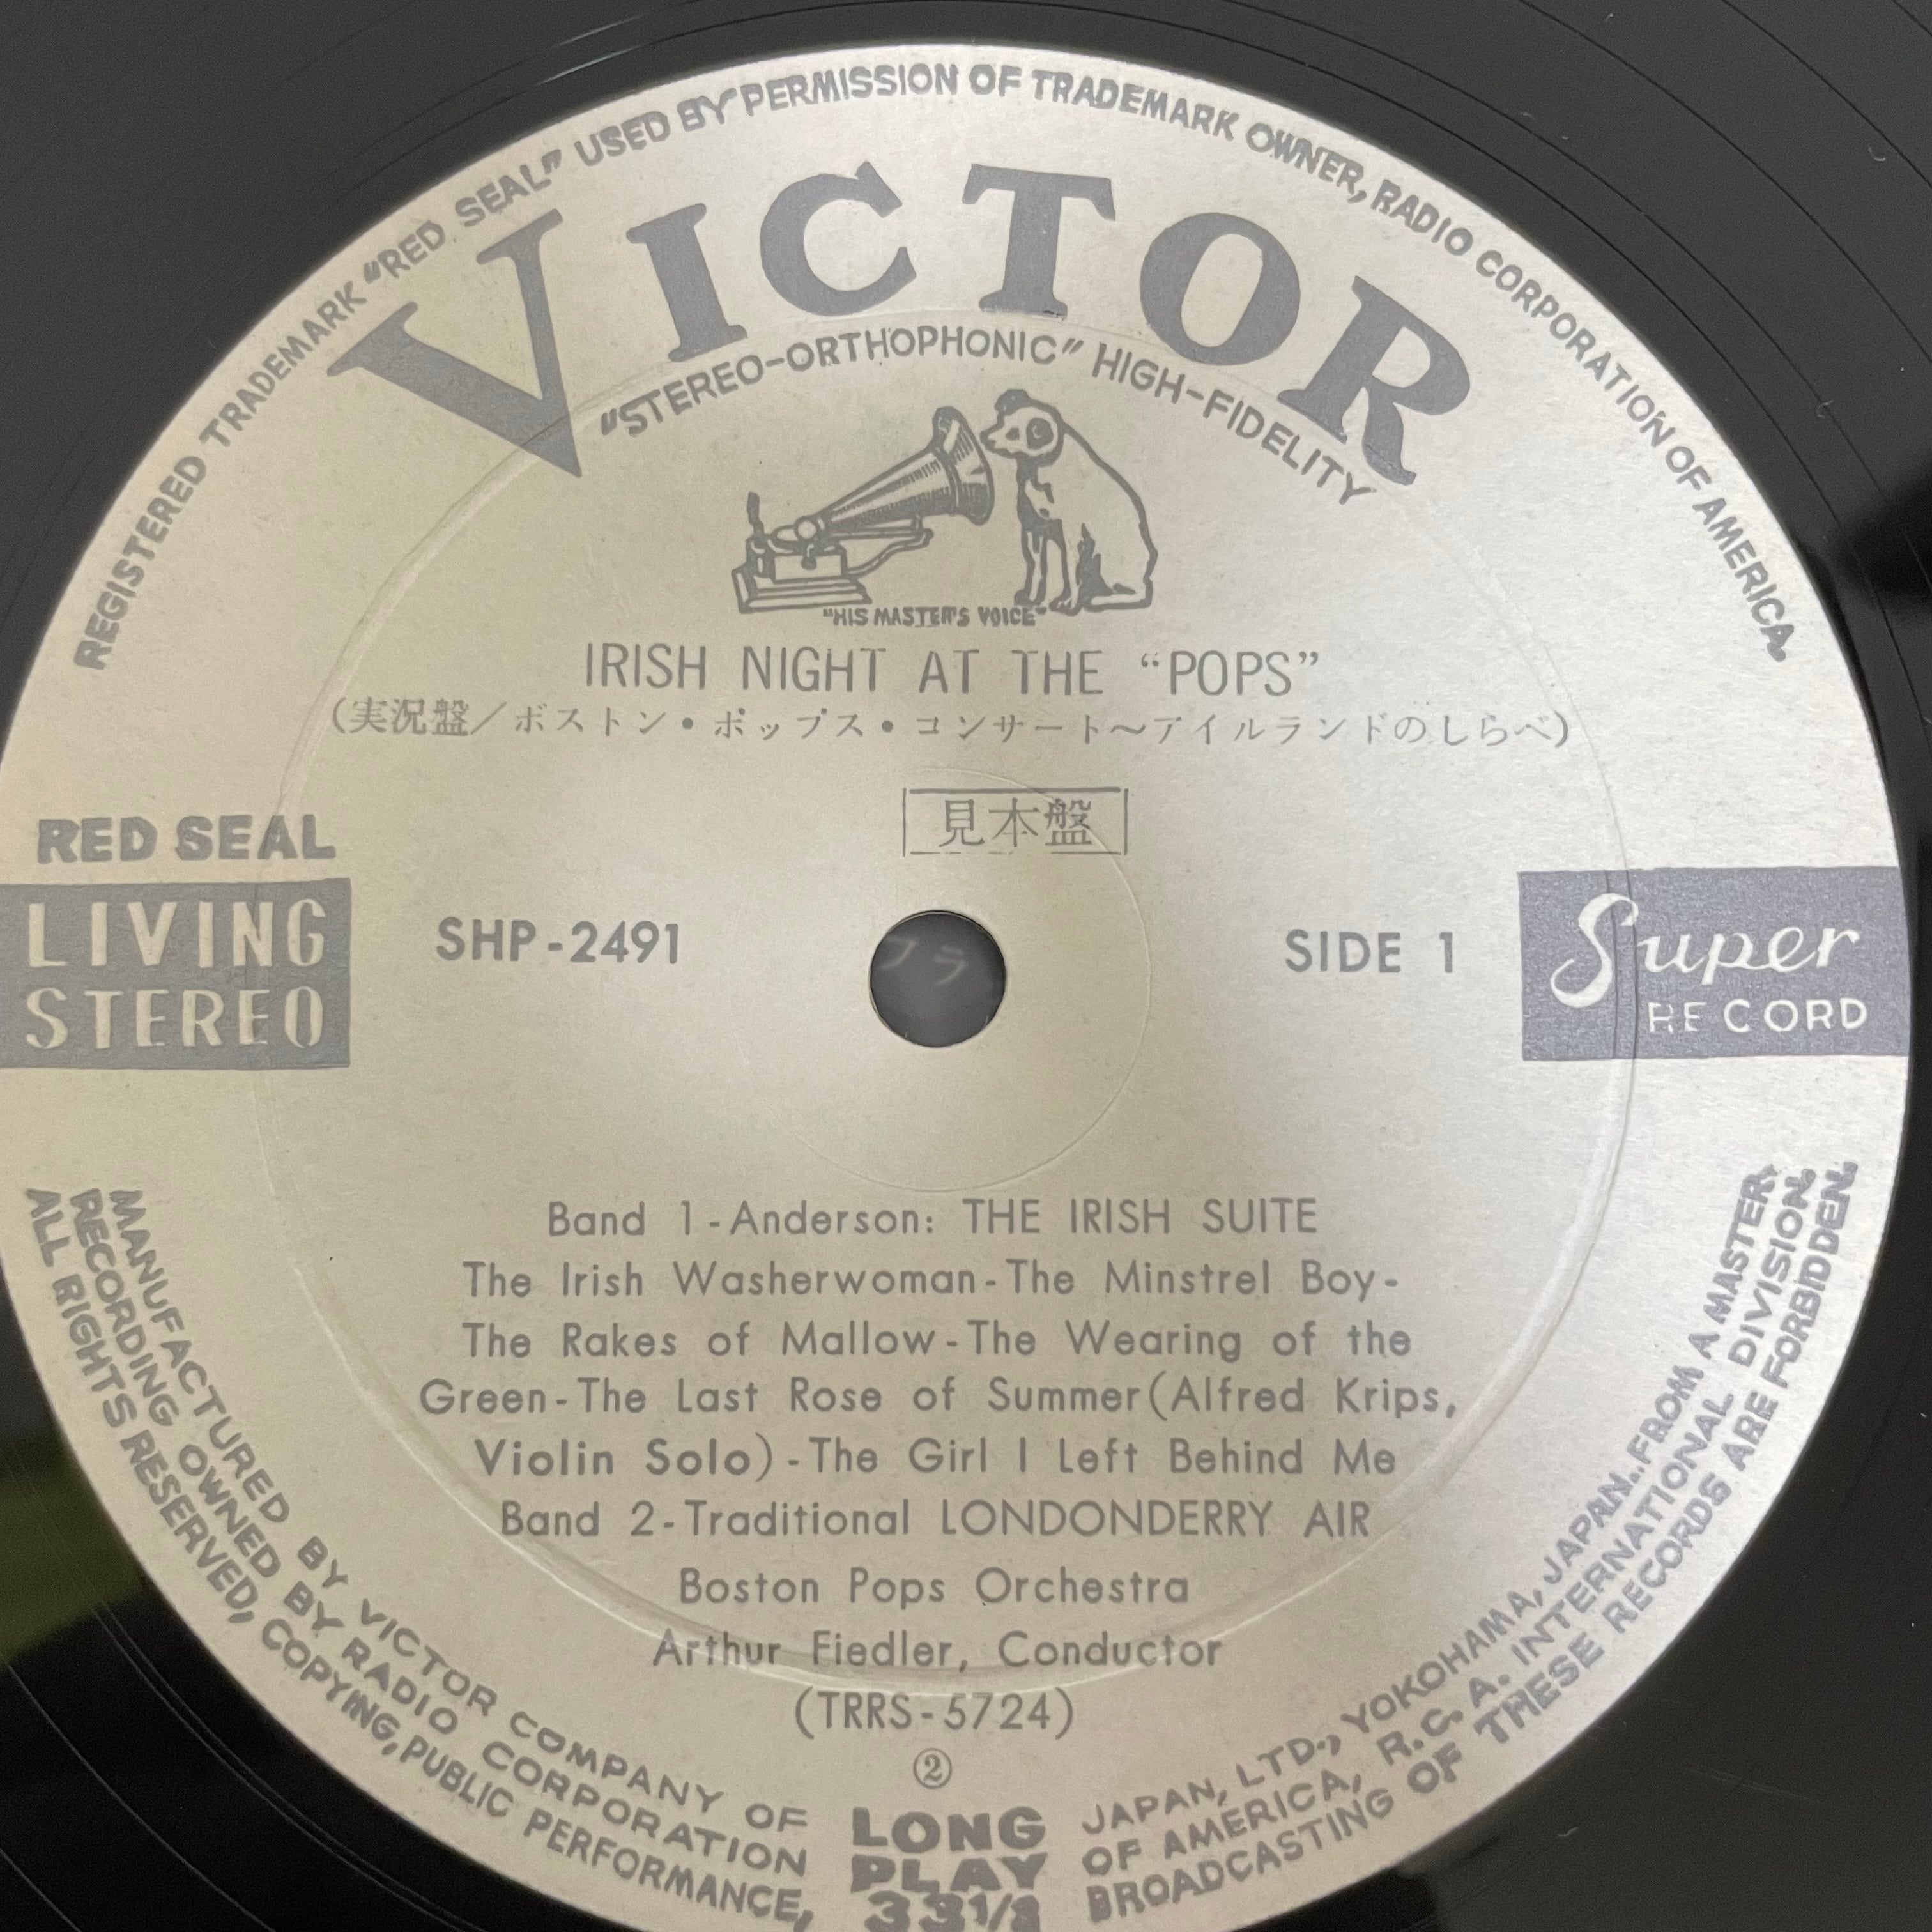 REGISTERED TRADEMARK "RED SEAL" USED BY PERMISSION OF TRADEMARK OWNER, RADIO CORPORATION OF AMERICA.
VICTOR
"STEREO-ORTHOPHONIC" HIGH-FIDELITY
"HIS MASTER'S VOICE"
IRISH NIGHT AT THE "POPS"
(実況盤/ボストン・ポップス・コンサート〜アイルランドのしらべ)
見本盤
RED SEAL
LIVING
STEREO
SHP-2491
フラ
SIDE 1
Super
RECORD
Band 1-Anderson: THE IRISH SUITE
The Irish Washerwoman-The Minstrel Boy-
The Rakes of Mallow-The Wearing of the
Green-The Last Rose of Summer(Alfred Krips,
Violin Solo)-The Girl I Left Behind Me
Band 2-Traditional LONDONDERRY AIR
Boston Pops Orchestra
Arthur Fiedler, Conductor
(TRRS-5724)
②
LONG
PLAY
33 1/3
MANUFACTURED BY VICTOR COMPANY OF JAPAN, LTD., YOKOHAMA, JAPAN. FROM A MASTER
RECORDING OWNED BY RADIO CORPORATION OF AMERICA, R.C.A. INTERNATIONAL DIVISION.
ALL RIGHTS RESERVED, COPYING, PUBLIC PERFORMANCE, BROADCASTING OF THESE RECORDS ARE FORBIDDEN.